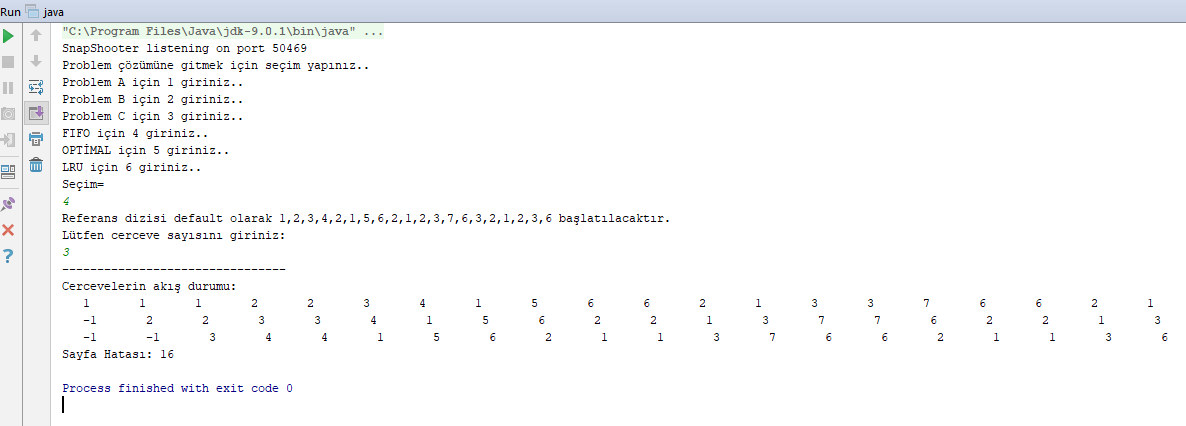 Run java
"C:\Program Files\Java\jdk-9.0.1\bin\java" ...
SnapShooter listening on port 50469
Problem çözümüne gitmek için seçim yapınız..
Problem A için 1 giriniz..
Problem B için 2 giriniz..
Problem C için 3 giriniz..
FIFO için 4 giriniz..
OPTİMAL için 5 giriniz..
LRU için 6 giriniz..
Seçim=
4
Referans dizisi default olarak 1,2,3,4,2,1,5,6,2,1,2,3,7,6,3,2,1,2,3,6 başlatılacaktır.
Lütfen cerceve sayısını giriniz:
3
--------------------------------
Cercevelerin akış durumu:
1 1 1 2 2 3 4 1 5 6 6 2 1 3 3 7 6 6 2 1
-1 2 2 3 3 4 1 5 6 2 2 1 3 7 7 6 2 2 1 3
-1 -1 3 4 4 1 5 6 2 1 1 3 7 6 6 2 1 1 3 6
Sayfa Hatası: 16
Process finished with exit code 0